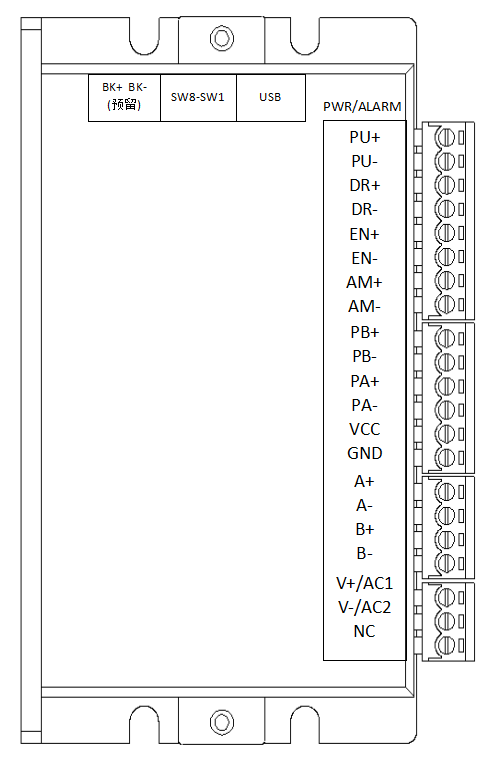 BK+ BK-
(预留)
SW8-SW1
USB
PWR/ALARM
PU+
PU-
DR+
DR-
EN+
EN-
AM+
AM-
PB+
PB-
PA+
PA-
VCC
GND
A+
A-
B+
B-
V+/AC1
V-/AC2
NC